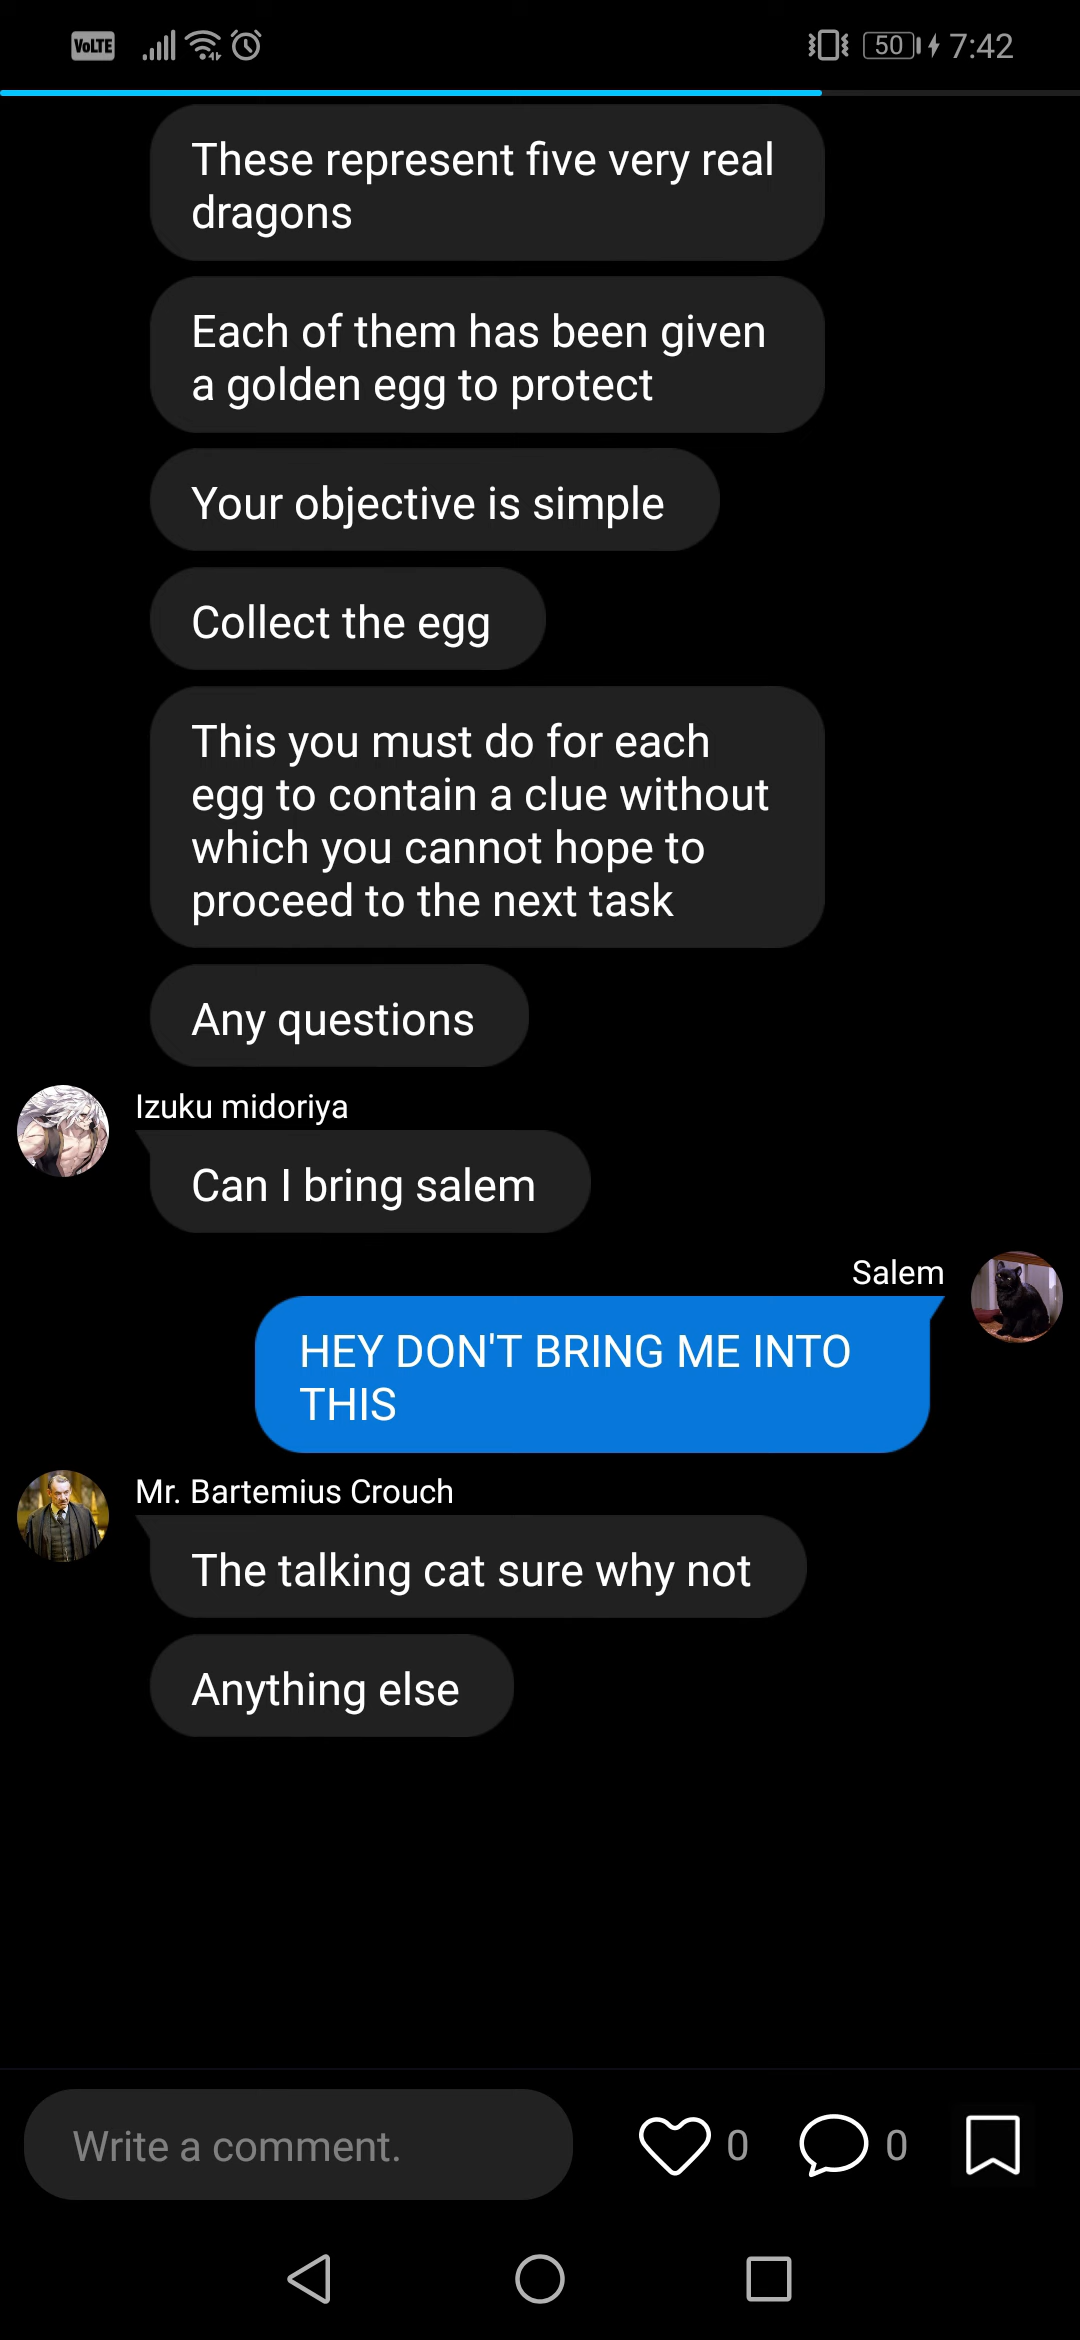 VoLTE
50
7:42
These represent five very real
dragons
Each of them has been given
a golden egg to protect
Your objective is simple
Collect the egg
This you must do for each
egg to contain a clue without
which you cannot hope to
proceed to the next task
Any questions
Izuku midoriya
Can I bring salem
Salem
HEY DON'T BRING ME INTO
THIS
Mr. Bartemius Crouch
The talking cat sure why not
Anything else
Write a comment.
0
0